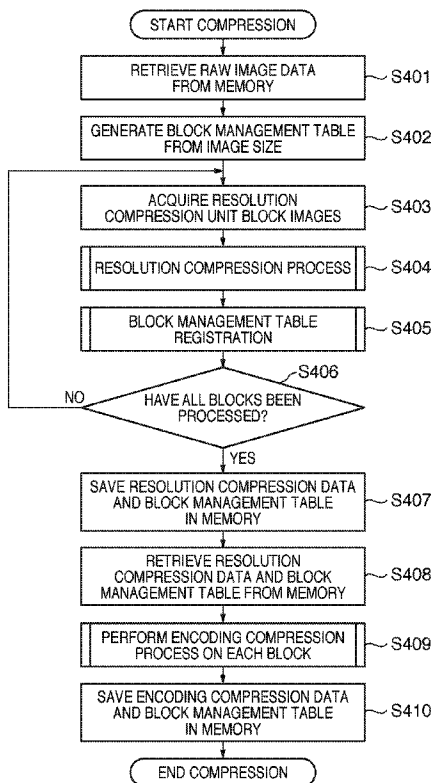 START COMPRESSION
RETRIEVE RAW IMAGE DATA
FROM MEMORY
S401
GENERATE BLOCK MANAGEMENT TABLE
FROM IMAGE SIZE
S402
ACQUIRE RESOLUTION
COMPRESSION UNIT BLOCK IMAGES
S403
RESOLUTION COMPRESSION PROCESS
S404
BLOCK MANAGEMENT TABLE
REGISTRATION
S405
S406
NO
HAVE ALL BLOCKS BEEN
PROCESSED?
YES
SAVE RESOLUTION COMPRESSION DATA
AND BLOCK MANAGEMENT TABLE
IN MEMORY
S407
RETRIEVE RESOLUTION
COMPRESSION DATA AND BLOCK
MANAGEMENT TABLE FROM MEMORY
S408
PERFORM ENCODING COMPRESSION
PROCESS ON EACH BLOCK
S409
SAVE ENCODING COMPRESSION DATA
AND BLOCK MANAGEMENT TABLE
IN MEMORY
S410
END COMPRESSION